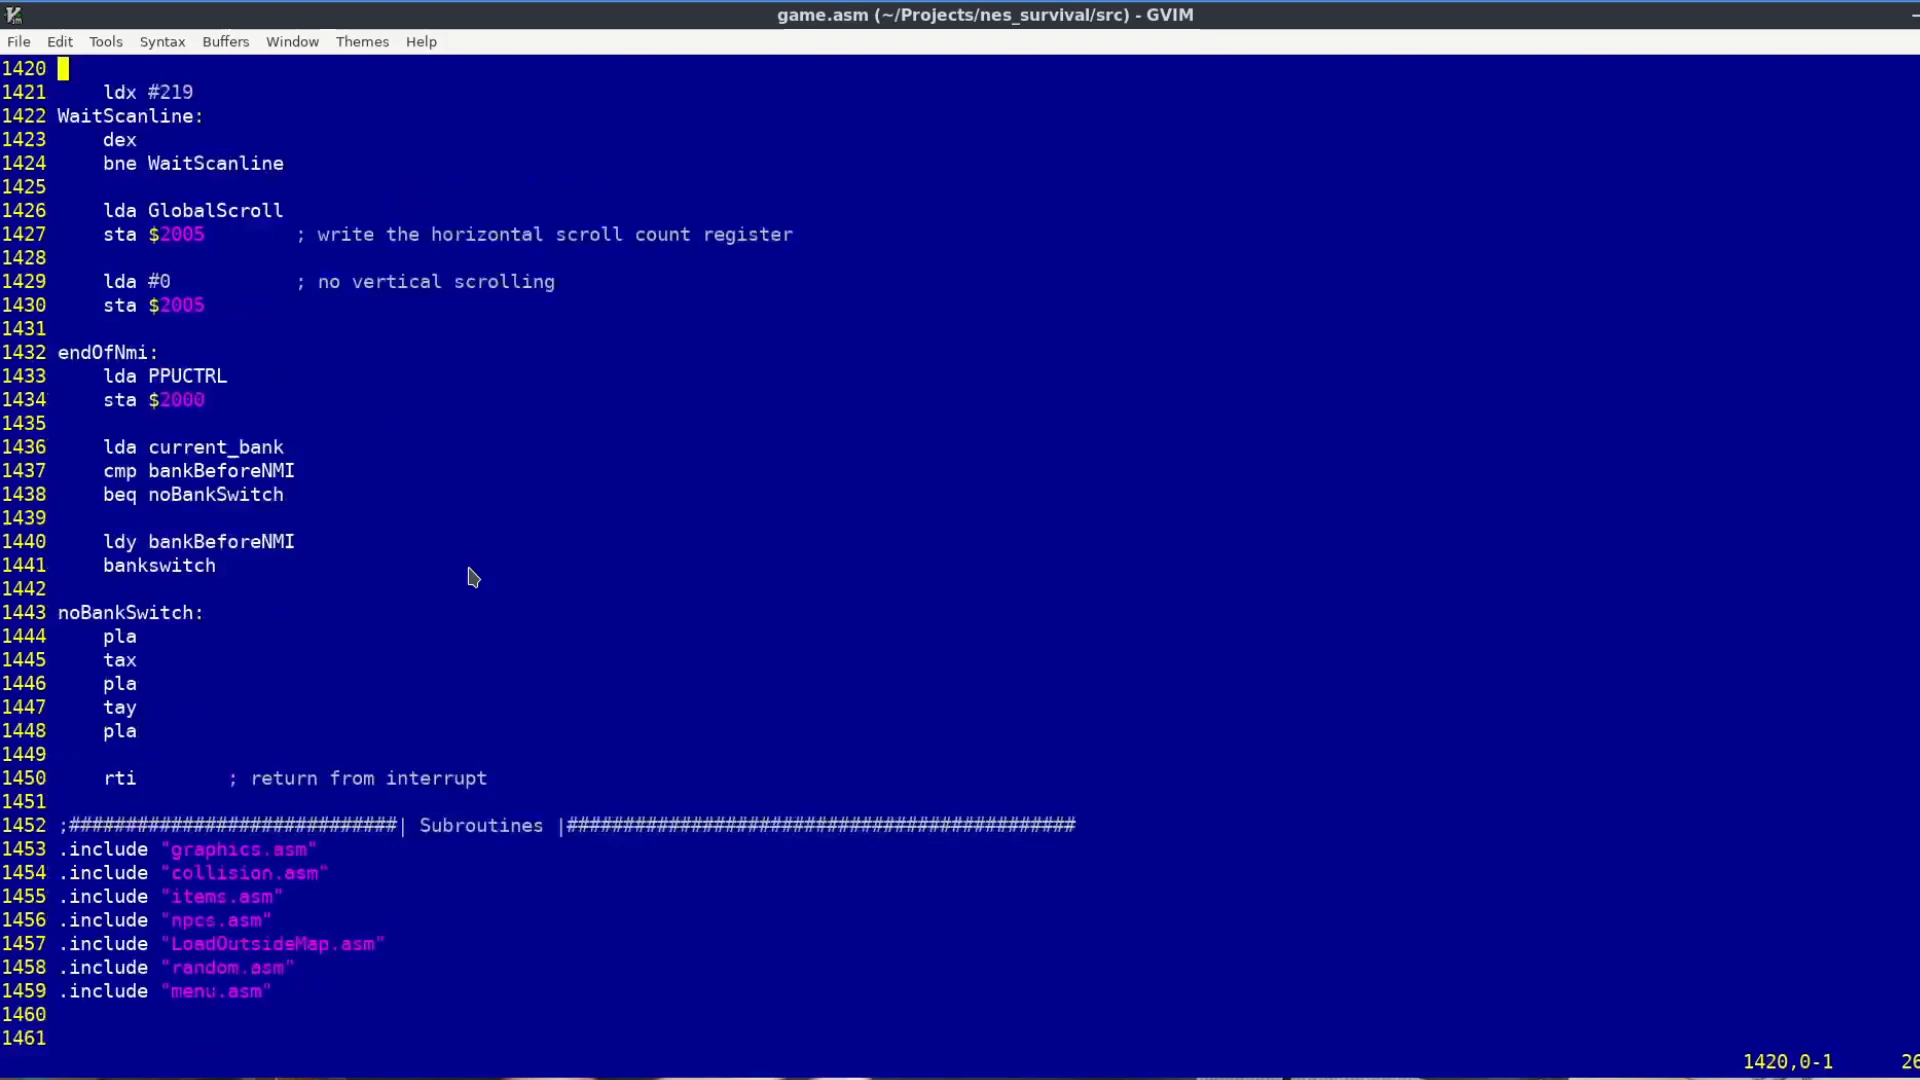 game.asm (~/Projects/nes_survival/src) - GVIM
File Edit Tools Syntax Buffers Window Themes Help
1420
1421     ldx #219
1422 WaitScanline:
1423     dex
1424     bne WaitScanline
1425
1426     lda GlobalScroll
1427     sta $2005        ; write the horizontal scroll count register
1428
1429     lda #0           ; no vertical scrolling
1430     sta $2005
1431
1432 endOfNmi:
1433     lda PPUCTRL
1434     sta $2000
1435
1436     lda current_bank
1437     cmp bankBeforeNMI
1438     beq noBankSwitch
1439
1440     ldy bankBeforeNMI
1441     bankswitch
1442
1443 noBankSwitch:
1444     pla
1445     tax
1446     pla
1447     tay
1448     pla
1449
1450     rti        ; return from interrupt
1451
1452 ;#############################| Subroutines |#############################################
1453 .include "graphics.asm"
1454 .include "collision.asm"
1455 .include "items.asm"
1456 .include "npcs.asm"
1457 .include "LoadOutsideMap.asm"
1458 .include "random.asm"
1459 .include "menu.asm"
1460
1461
1420,0-1 26